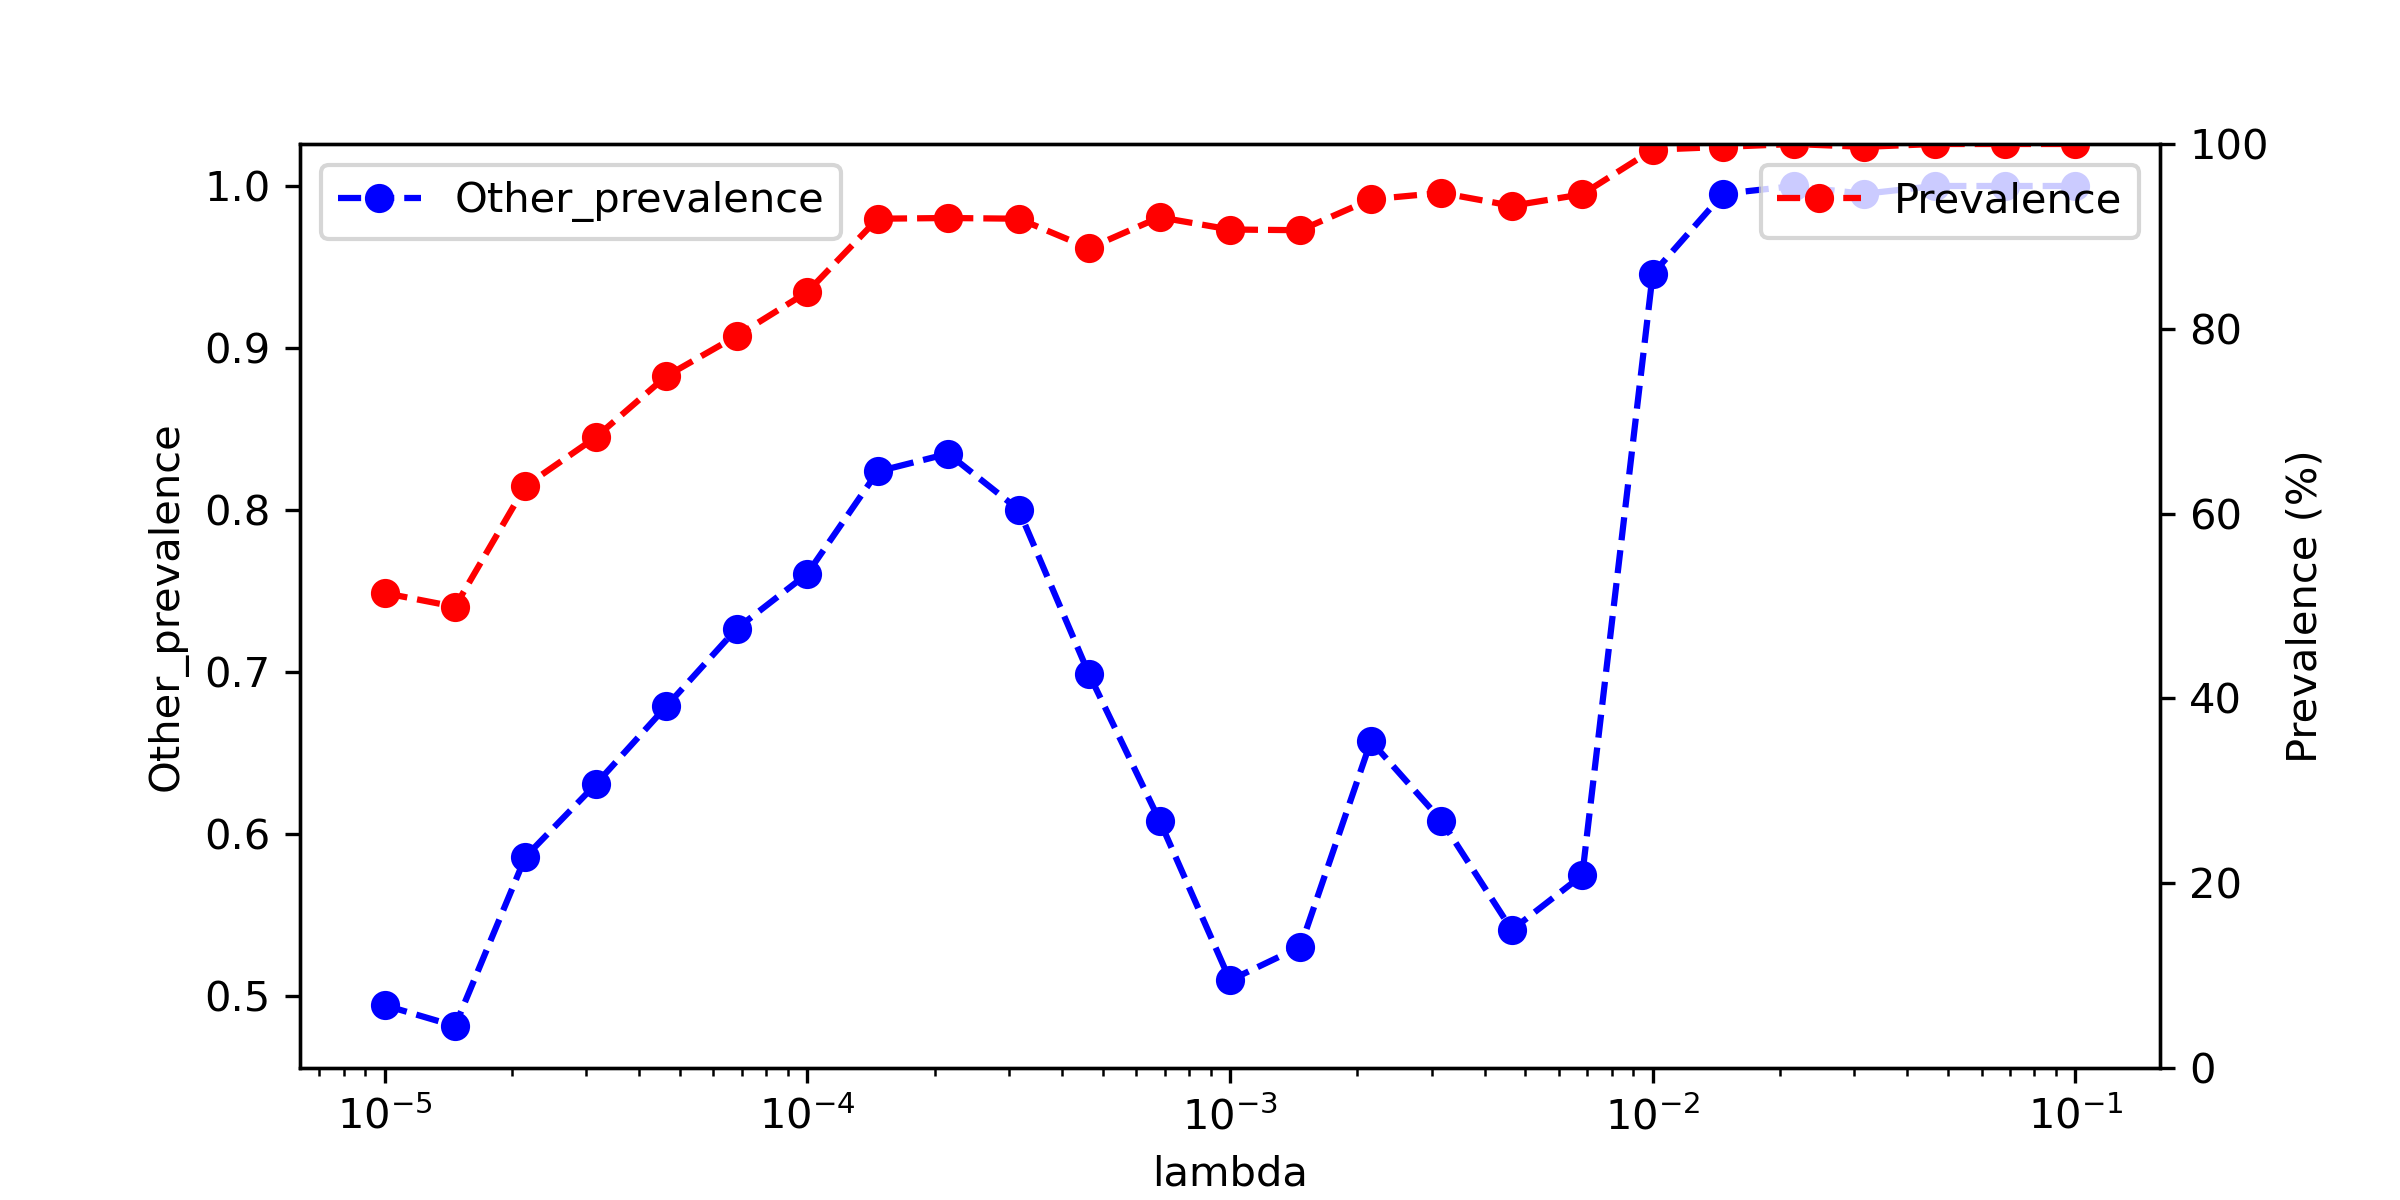 Other_prevalence
Prevalence
1.0
0.9
0.8
0.7
0.6
0.5
Other_prevalence
100
80
60
40
20
0
Prevalence (%)
10⁻⁵ 10⁻⁴ 10⁻³ 10⁻² 10⁻¹
lambda